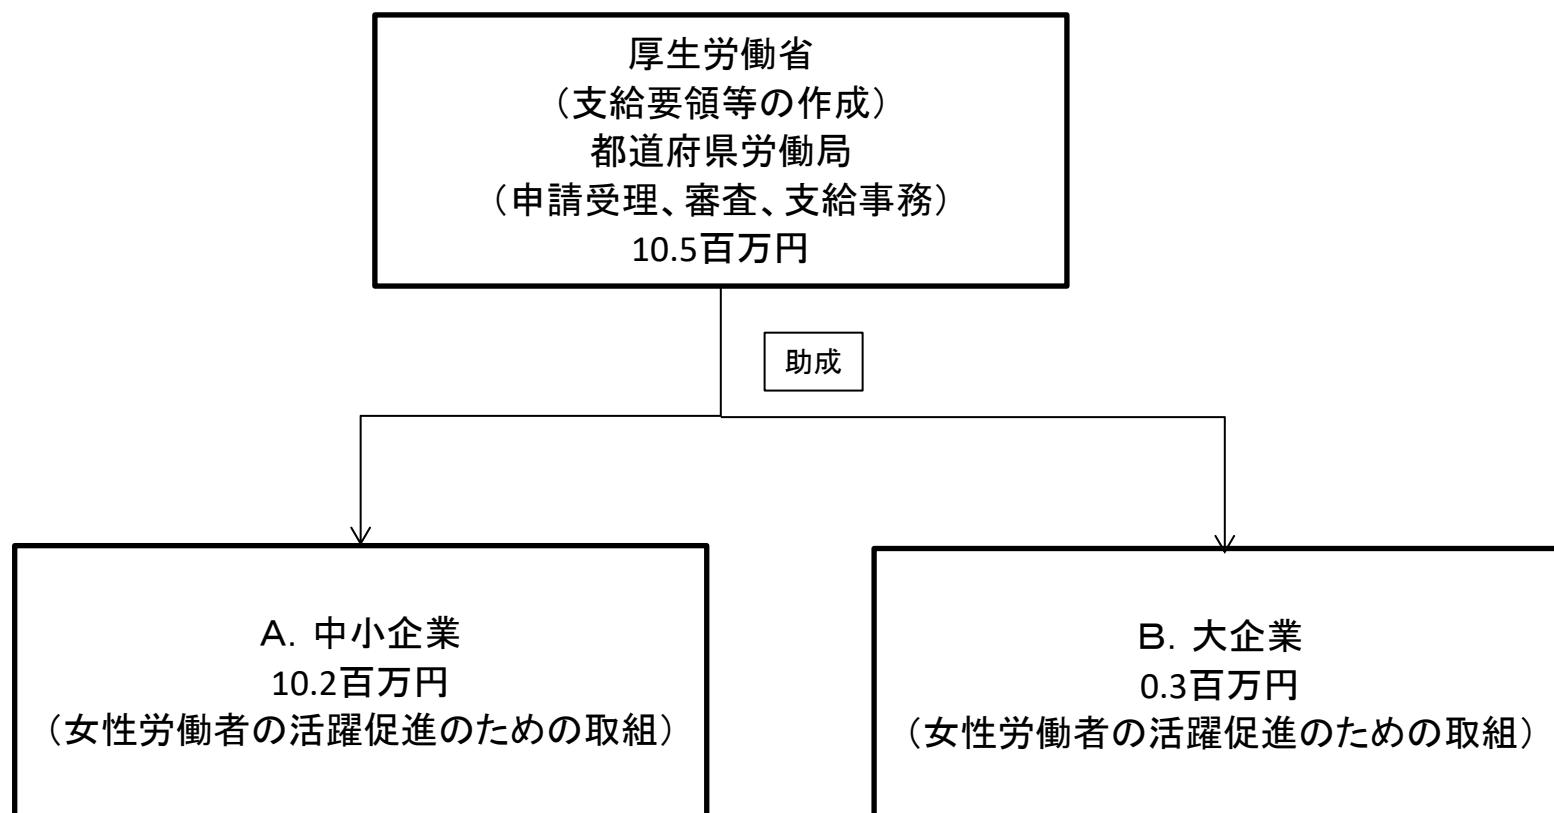 厚生労働省
（支給要領等の作成）
都道府県労働局
（申請受理、審査、支給事務）
10.5百万円
助成
Ａ．中小企業
10.2百万円
（女性労働者の活躍促進のための取組）
Ｂ．大企業
0.3百万円
（女性労働者の活躍促進のための取組）